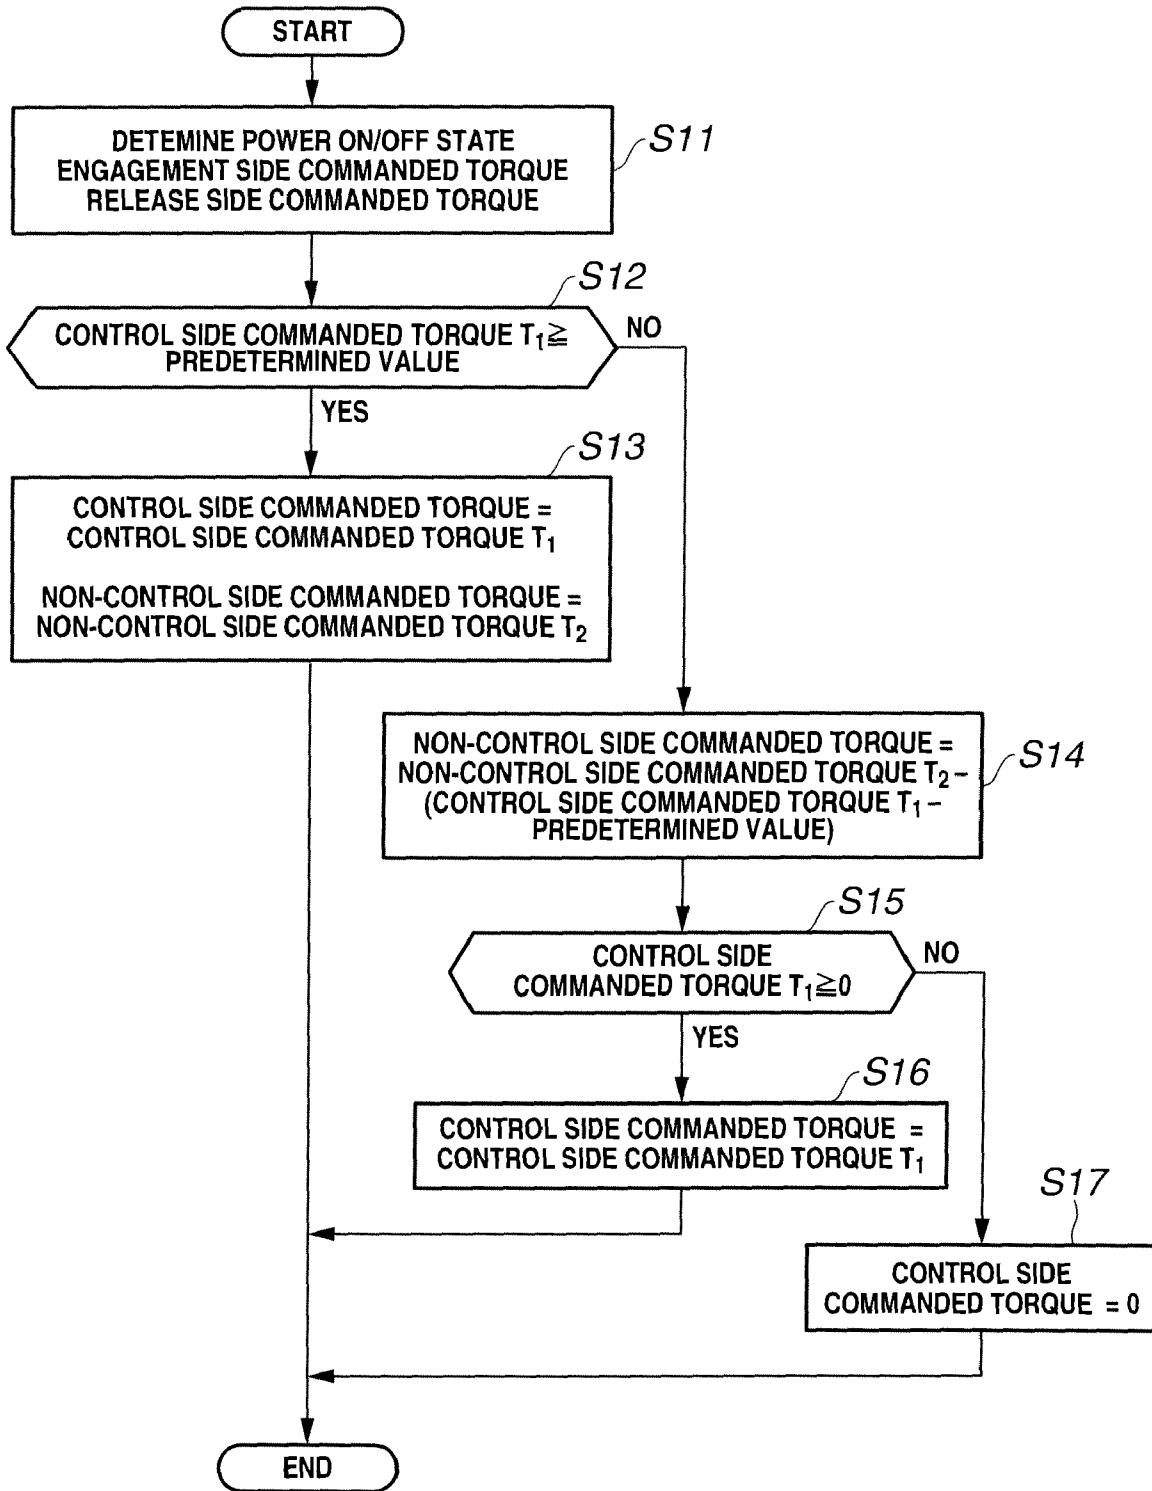 START
DETEMINE POWER ON/OFF STATE
ENGAGEMENT SIDE COMMANDED TORQUE
RELEASE SIDE COMMANDED TORQUE
S11
S12
CONTROL SIDE COMMANDED TORQUE T₁≧
PREDETERMINED VALUE
NO
YES
S13
CONTROL SIDE COMMANDED TORQUE =
CONTROL SIDE COMMANDED TORQUE T₁
NON-CONTROL SIDE COMMANDED TORQUE =
NON-CONTROL SIDE COMMANDED TORQUE T₂
NON-CONTROL SIDE COMMANDED TORQUE =
NON-CONTROL SIDE COMMANDED TORQUE T₂ –
(CONTROL SIDE COMMANDED TORQUE T₁ –
PREDETERMINED VALUE)
S14
S15
CONTROL SIDE
COMMANDED TORQUE T₁≧0
NO
YES
S16
CONTROL SIDE COMMANDED TORQUE =
CONTROL SIDE COMMANDED TORQUE T₁
S17
CONTROL SIDE
COMMANDED TORQUE = 0
END